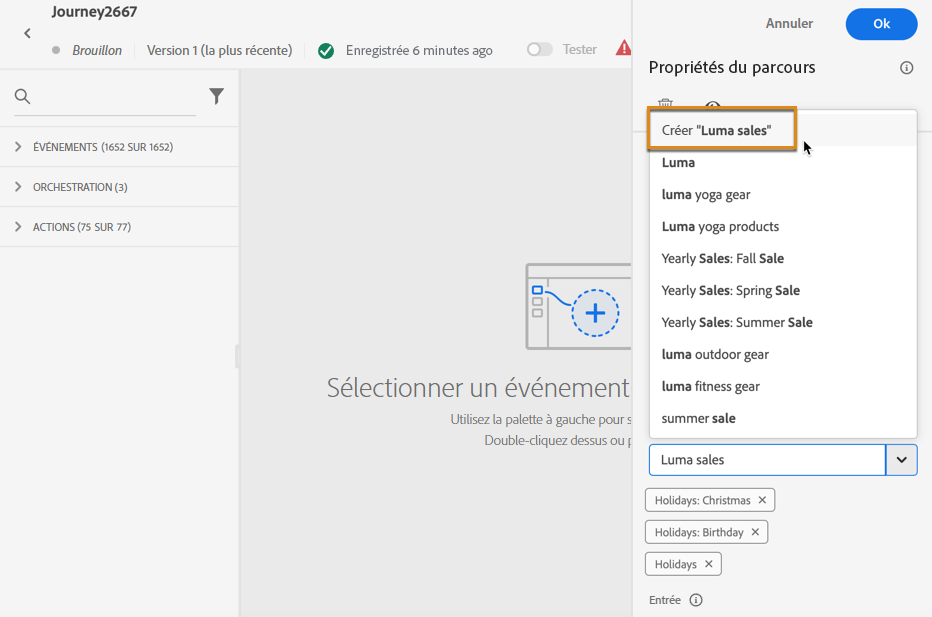 Journey2667
Brouillon
Version 1 (la plus récente)
Enregistrée 6 minutes ago
Tester
Annuler
Ok
Propriétés du parcours
ÉVÉNEMENTS (1652 SUR 1652)
ORCHESTRATION (3)
ACTIONS (75 SUR 77)
Sélectionner un événement
Utilisez la palette à gauche pour s
Double-cliquez dessus ou p
Créer "Luma sales"
Luma
luma yoga gear
Luma yoga products
Yearly Sales: Fall Sale
Yearly Sales: Spring Sale
Yearly Sales: Summer Sale
luma outdoor gear
luma fitness gear
summer sale
Luma sales
Holidays: Christmas
Holidays: Birthday
Holidays
Entrée